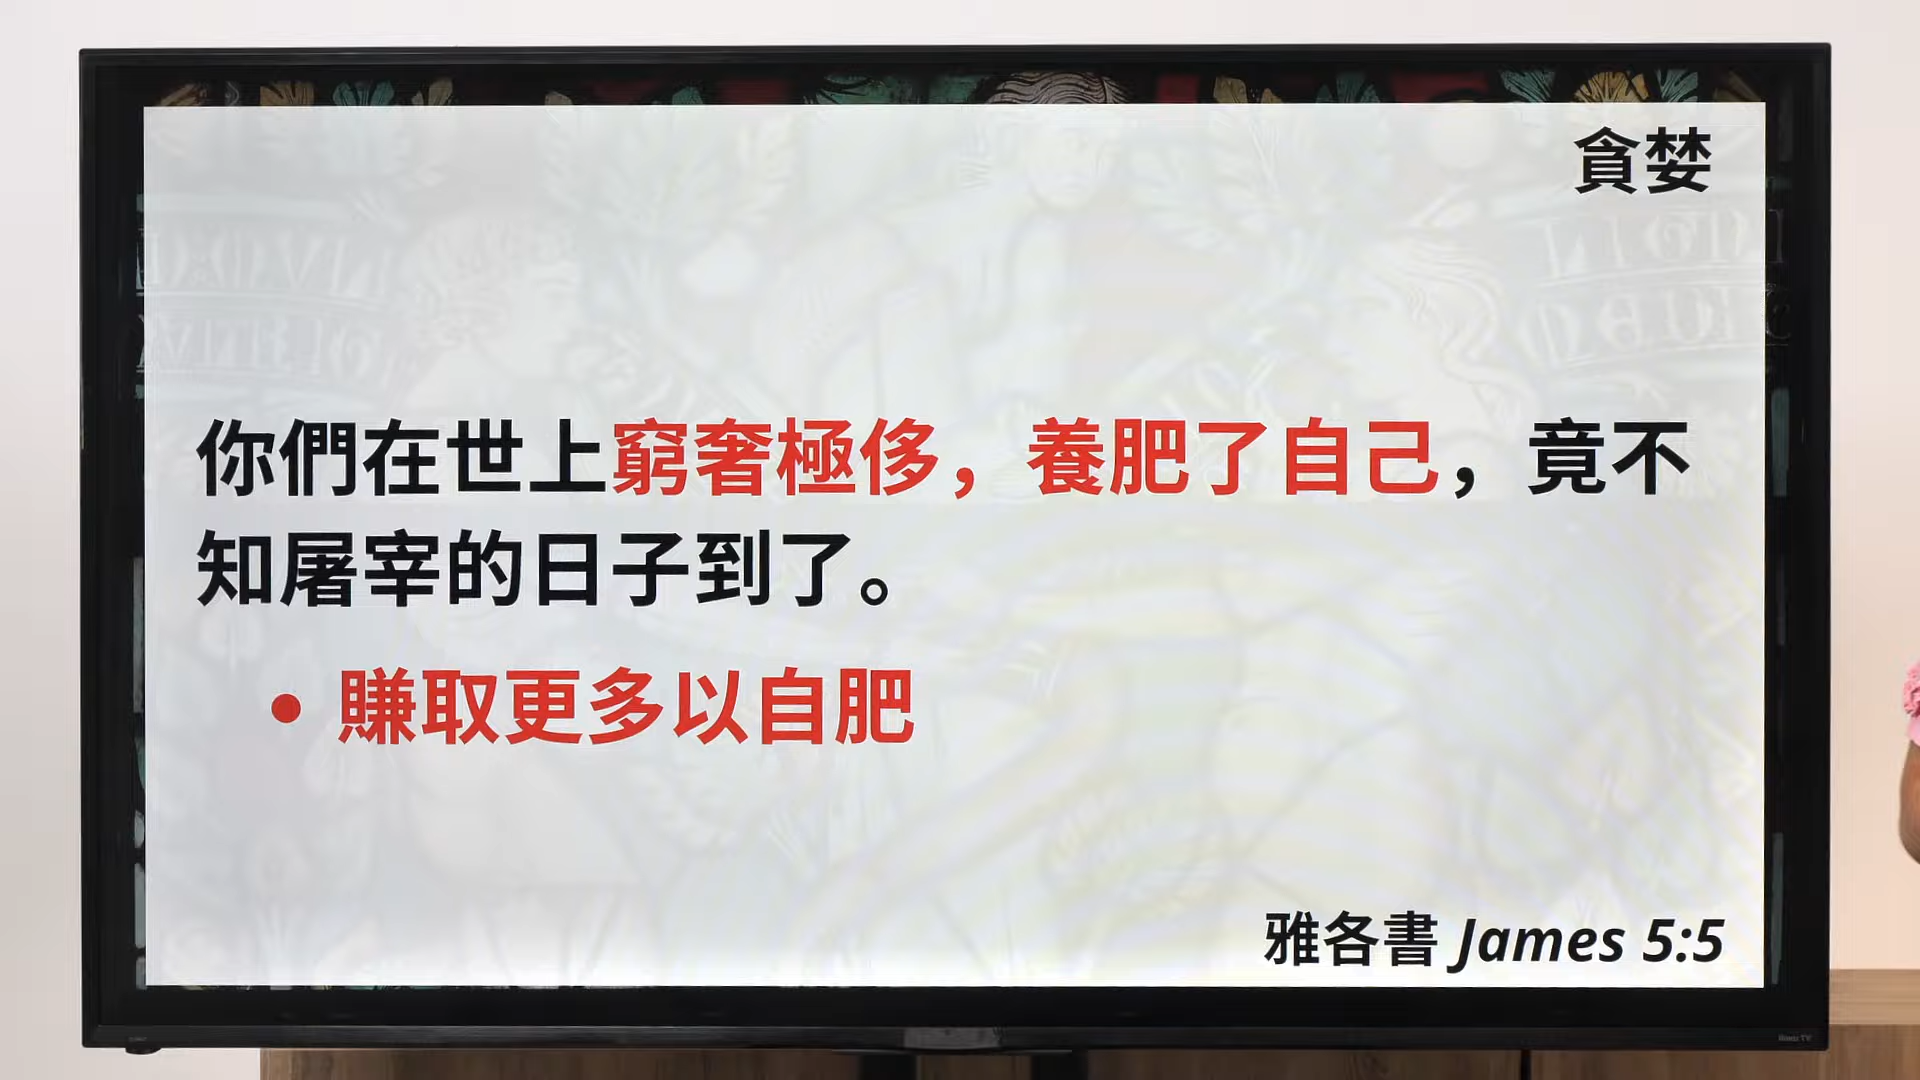 貪婪
你們在世上窮奢極侈，養肥了自己，竟不
知屠宰的日子到了。
• 賺取更多以自肥
雅各書 James 5:5